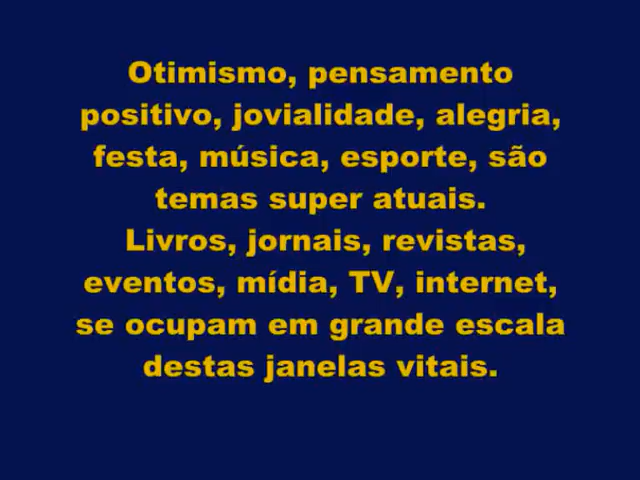 Otimismo, pensamento
positivo, jovialidade, alegria,
festa, música, esporte, são
temas super atuais.
Livros, jornais, revistas,
eventos, mídia, TV, internet,
se ocupam em grande escala
destas janelas vitais.